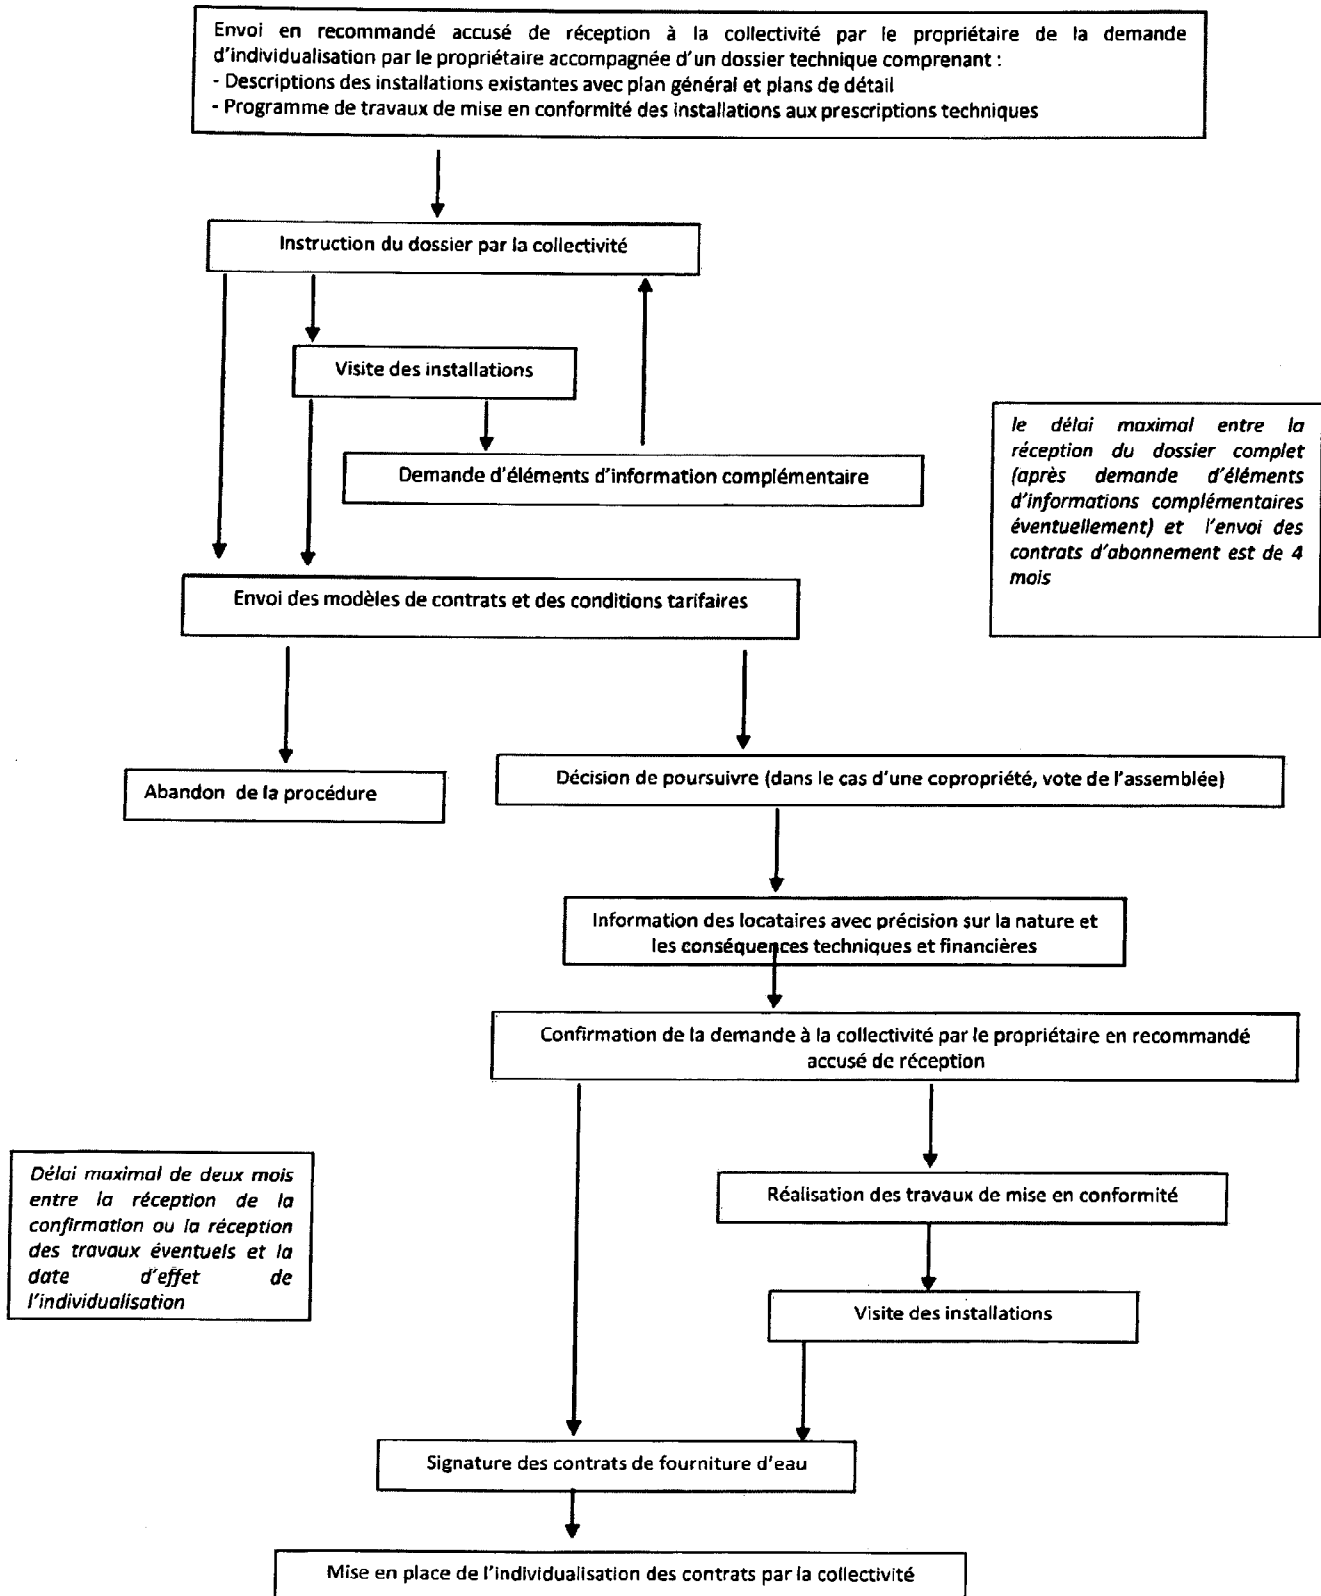 Envoi en recommandé accusé de réception à la collectivité par le propriétaire de la demande
d'individualisation par le propriétaire accompagnée d'un dossier technique comprenant :
- Descriptions des installations existantes avec plan général et plans de détail
- Programme de travaux de mise en conformité des installations aux prescriptions techniques
Instruction du dossier par la collectivité
Visite des installations
Demande d'éléments d'information complémentaire
le délai maximal entre la
réception du dossier complet
(après demande d'éléments
d'informations complémentaires
éventuellement) et l'envoi des
contrats d'abonnement est de 4
mois
Envoi des modèles de contrats et des conditions tarifaires
Abandon de la procédure
Décision de poursuivre (dans le cas d'une copropriété, vote de l'assemblée)
Information des locataires avec précision sur la nature et
les conséquences techniques et financières
Confirmation de la demande à la collectivité par le propriétaire en recommandé
accusé de réception
Délai maximal de deux mois
entre la réception de la
confirmation ou la réception
des travaux éventuels et la
date d'effet de
l'individualisation
Réalisation des travaux de mise en conformité
Visite des installations
Signature des contrats de fourniture d'eau
Mise en place de l'individualisation des contrats par la collectivité